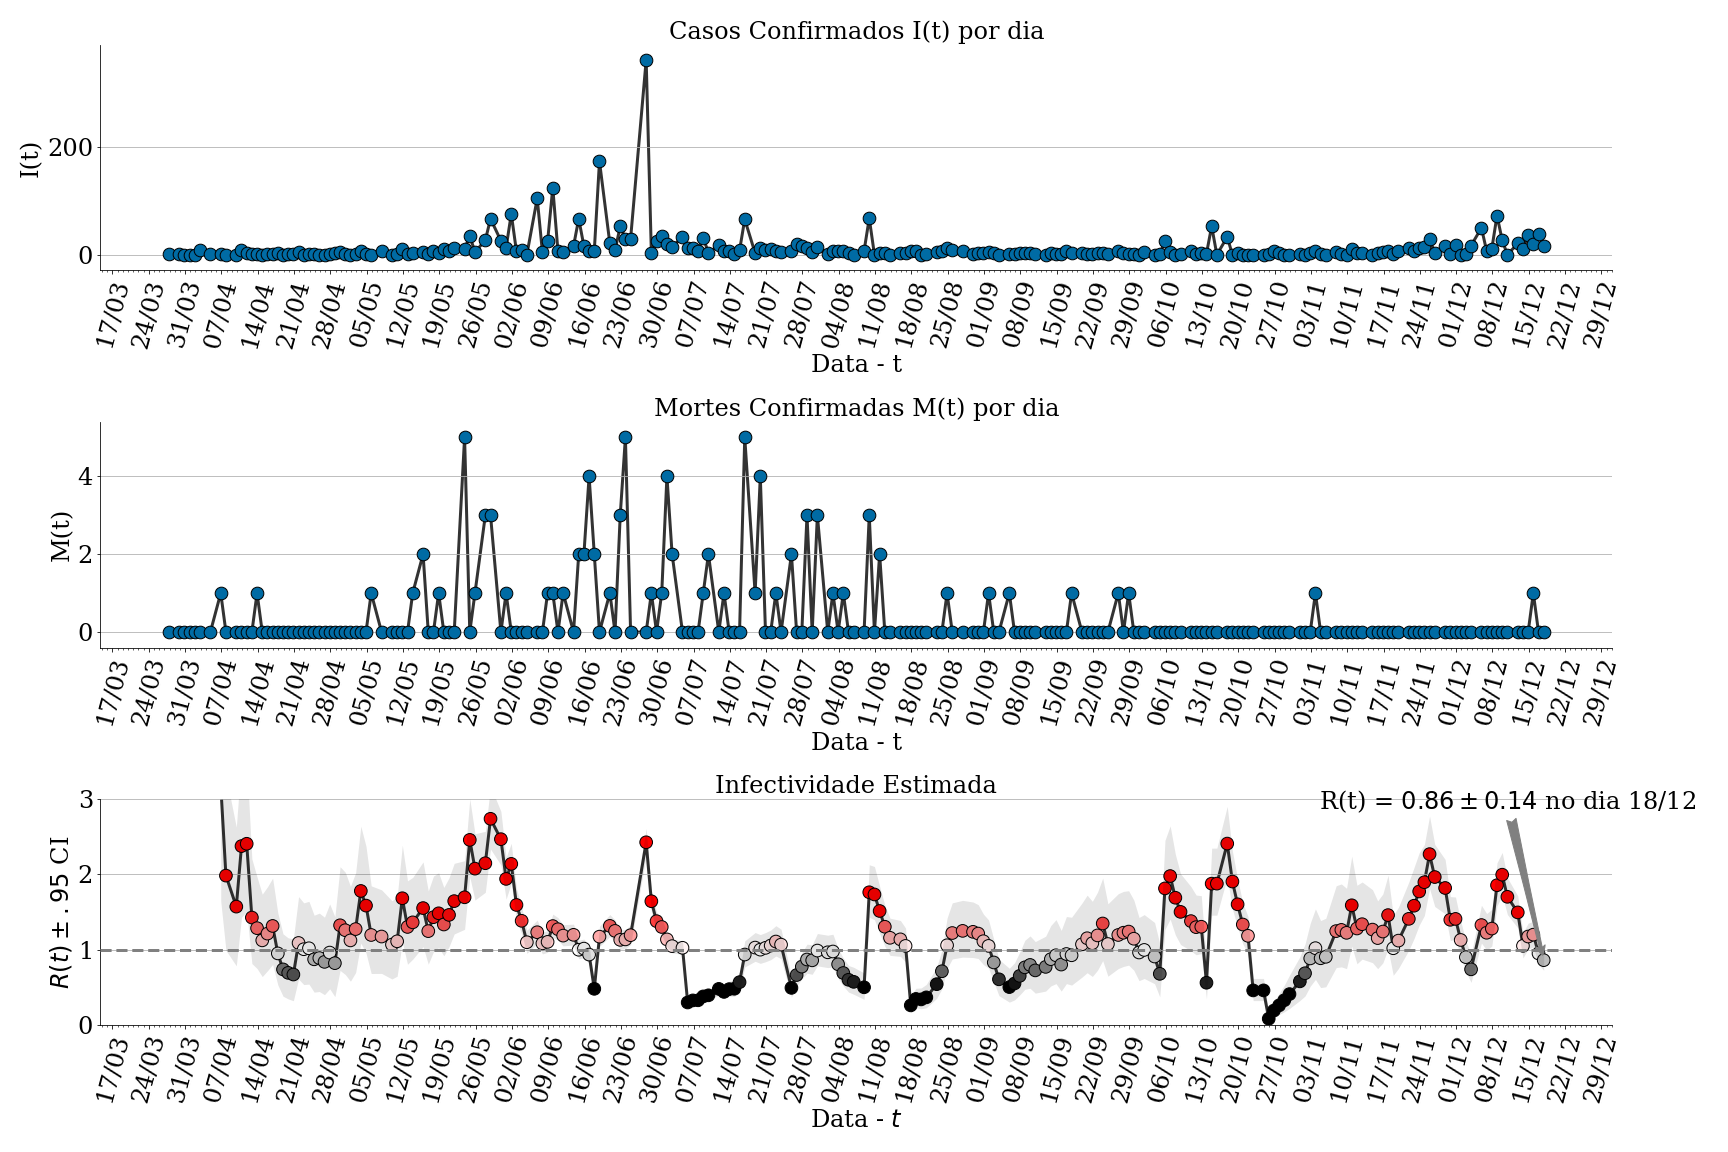 Casos Confirmados I(t) por dia
I(t)
200
0
17/03 24/03 31/03 07/04 14/04 21/04 28/04 05/05 12/05 19/05 26/05 02/06 09/06 16/06 23/06 30/06 07/07 14/07 21/07 28/07 04/08 11/08 18/08 25/08 01/09 08/09 15/09 22/09 29/09 06/10 13/10 20/10 27/10 03/11 10/11 17/11 24/11 01/12 08/12 15/12 22/12 29/12
Data - t
Mortes Confirmadas M(t) por dia
M(t)
4
2
0
17/03 24/03 31/03 07/04 14/04 21/04 28/04 05/05 12/05 19/05 26/05 02/06 09/06 16/06 23/06 30/06 07/07 14/07 21/07 28/07 04/08 11/08 18/08 25/08 01/09 08/09 15/09 22/09 29/09 06/10 13/10 20/10 27/10 03/11 10/11 17/11 24/11 01/12 08/12 15/12 22/12 29/12
Data - t
Infectividade Estimada
R(t) = 0.86 ± 0.14 no dia 18/12
R(t) ± .95 CI
3
2
1
0
17/03 24/03 31/03 07/04 14/04 21/04 28/04 05/05 12/05 19/05 26/05 02/06 09/06 16/06 23/06 30/06 07/07 14/07 21/07 28/07 04/08 11/08 18/08 25/08 01/09 08/09 15/09 22/09 29/09 06/10 13/10 20/10 27/10 03/11 10/11 17/11 24/11 01/12 08/12 15/12 22/12 29/12
Data - t